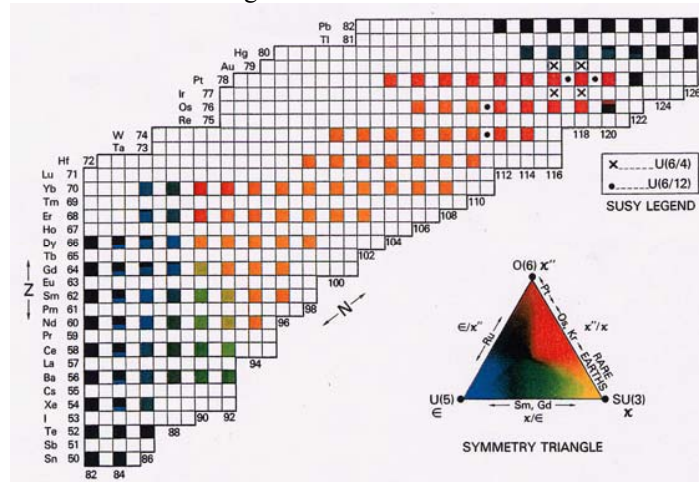 Pb 82
Tl 81
Hg 80
Au 79
Pt 78
Ir 77
Os 76
Re 75
W 74
Ta 73
Hf 72
Lu 71
Yb 70
Tm 69
Er 68
Ho 67
Dy 66
Tb 65
Gd 64
Eu 63
Sm 62
Pm 61
Nd 60
Pr 59
Ce 58
La 57
Ba 56
Cs 55
Xe 54
I 53
Te 52
Sb 51
Sn 50
82 84 86 88 90 92 94 96 98 100 102 104 106 108 110 112 114 116 118 120 122 124 126
Z
N
X U(6/4)
• U(6/12)
SUSY LEGEND
O(6) ϰ''
∈/ϰ''
ϰ''/ϰ
Ru
Pt
Os, Kr
RARE
EARTHS
U(5)
∈
SU(3)
ϰ
Sm, Gd
ϰ/∈
SYMMETRY TRIANGLE